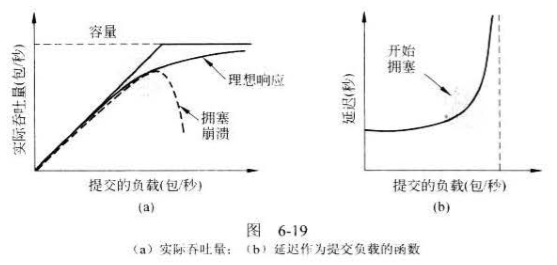 容量
实际吞吐量(包/秒)
理想响应
拥塞
崩溃
提交的负载(包/秒)
(a)
开始
拥塞
延迟(秒)
提交的负载(包/秒)
(b)
图 6-19
(a) 实际吞吐量；(b) 延迟作为提交负载的函数